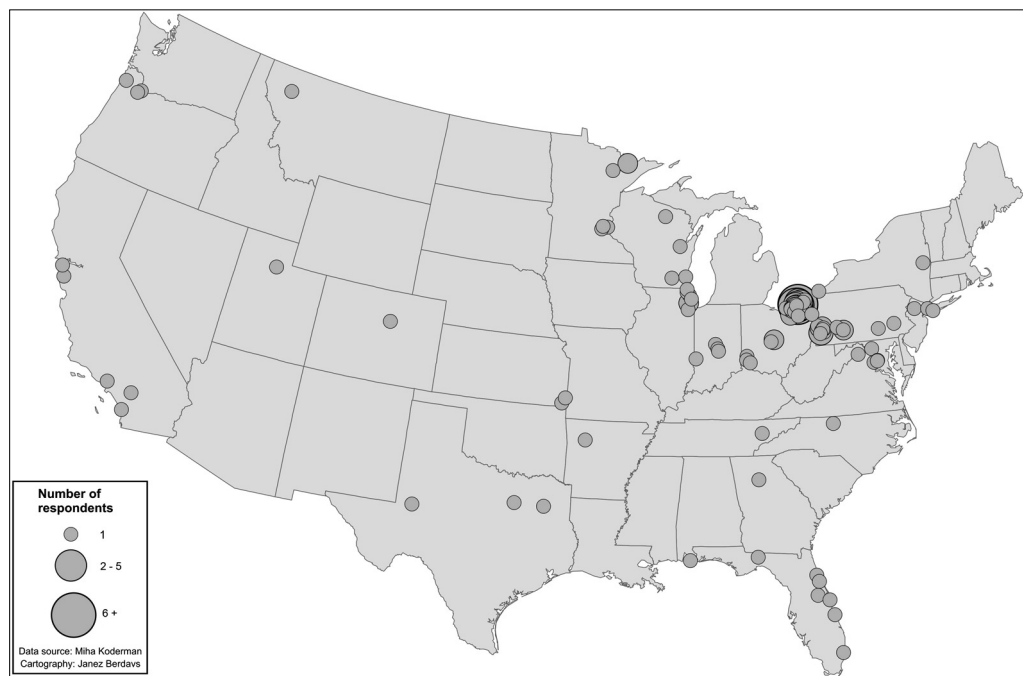 Number of
respondents
1
2 - 5
6 +
Data source: Miha Koderman
Cartography: Janez Berdavs